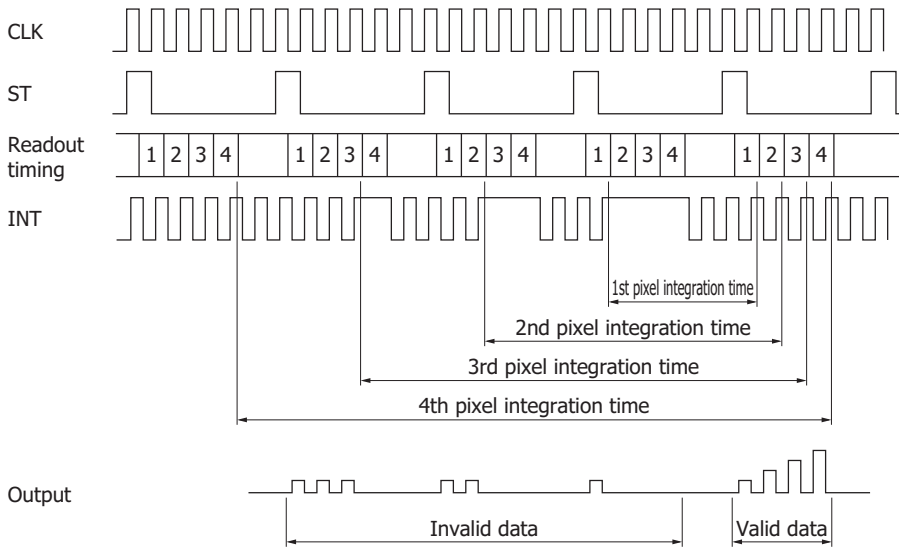 CLK
ST
Readout
timing
1 2 3 4 1 2 3 4 1 2 3 4 1 2 3 4 1 2 3 4
INT
1st pixel integration time
2nd pixel integration time
3rd pixel integration time
4th pixel integration time
Output
Invalid data
Valid data